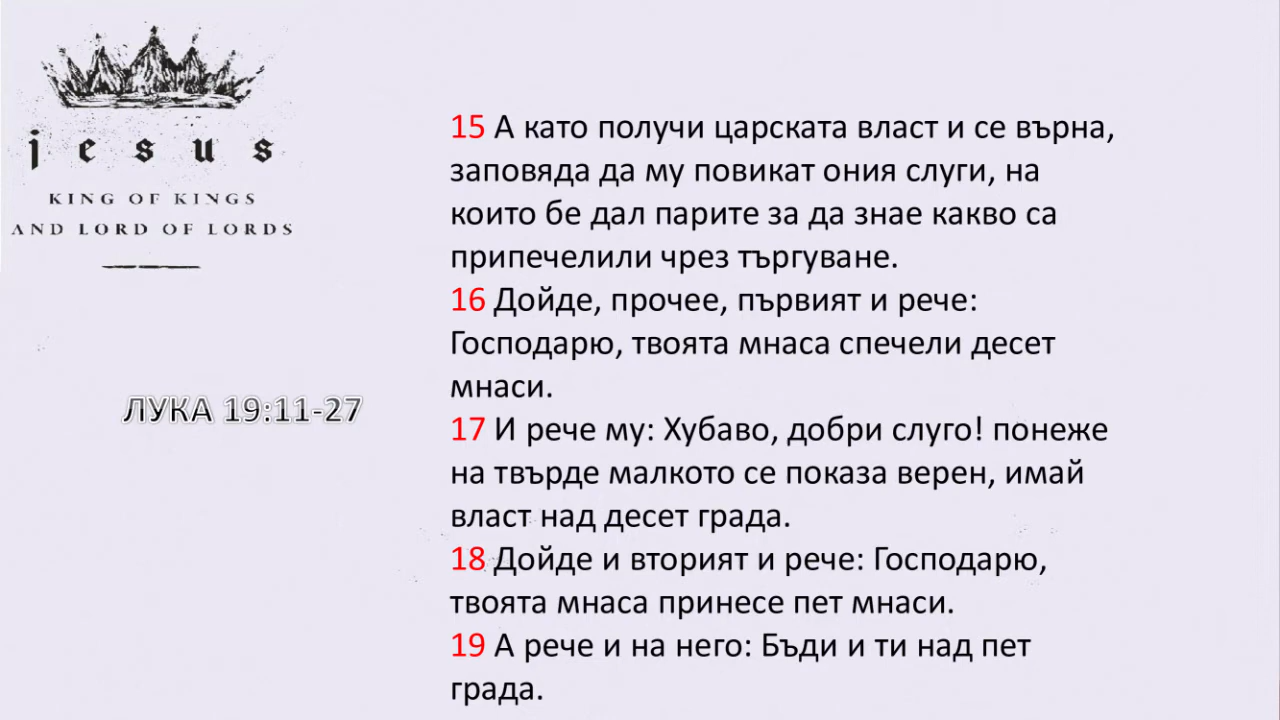 jesus
KING OF KINGS
AND LORD OF LORDS
ЛУКА 19:11-27
15 А като получи царската власт и се върна,
заповяда да му повикат ония слуги, на
които бе дал парите за да знае какво са
припечелили чрез търгуване.
16 Дойде, прочее, първият и рече:
Господарю, твоята мнаса спечели десет
мнаси.
17 И рече му: Хубаво, добри слуго! понеже
на твърде малкото се показа верен, имай
власт над десет града.
18 Дойде и вторият и рече: Господарю,
твоята мнаса принесе пет мнаси.
19 А рече и на него: Бъди и ти над пет
града.